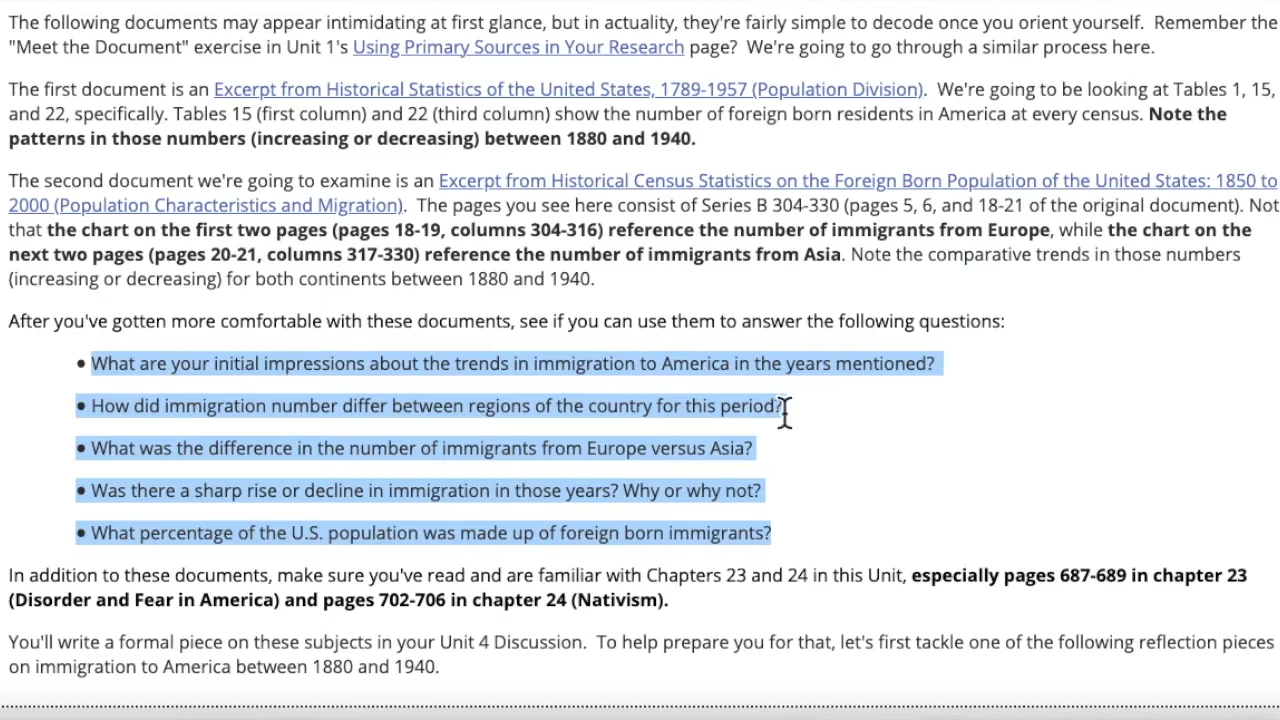 The following documents may appear intimidating at first glance, but in actuality, they're fairly simple to decode once you orient yourself.  Remember the
"Meet the Document" exercise in Unit 1's Using Primary Sources in Your Research page?  We're going to go through a similar process here.
The first document is an Excerpt from Historical Statistics of the United States, 1789-1957 (Population Division).  We're going to be looking at Tables 1, 15,
and 22, specifically. Tables 15 (first column) and 22 (third column) show the number of foreign born residents in America at every census. Note the
patterns in those numbers (increasing or decreasing) between 1880 and 1940.
The second document we're going to examine is an Excerpt from Historical Census Statistics on the Foreign Born Population of the United States: 1850 to
2000 (Population Characteristics and Migration).  The pages you see here consist of Series B 304-330 (pages 5, 6, and 18-21 of the original document). Not
that the chart on the first two pages (pages 18-19, columns 304-316) reference the number of immigrants from Europe, while the chart on the
next two pages (pages 20-21, columns 317-330) reference the number of immigrants from Asia. Note the comparative trends in those numbers
(increasing or decreasing) for both continents between 1880 and 1940.
After you've gotten more comfortable with these documents, see if you can use them to answer the following questions:
• What are your initial impressions about the trends in immigration to America in the years mentioned?
• How did immigration number differ between regions of the country for this period?
• What was the difference in the number of immigrants from Europe versus Asia?
• Was there a sharp rise or decline in immigration in those years? Why or why not?
• What percentage of the U.S. population was made up of foreign born immigrants?
In addition to these documents, make sure you've read and are familiar with Chapters 23 and 24 in this Unit, especially pages 687-689 in chapter 23
(Disorder and Fear in America) and pages 702-706 in chapter 24 (Nativism).
You'll write a formal piece on these subjects in your Unit 4 Discussion.  To help prepare you for that, let's first tackle one of the following reflection pieces
on immigration to America between 1880 and 1940.